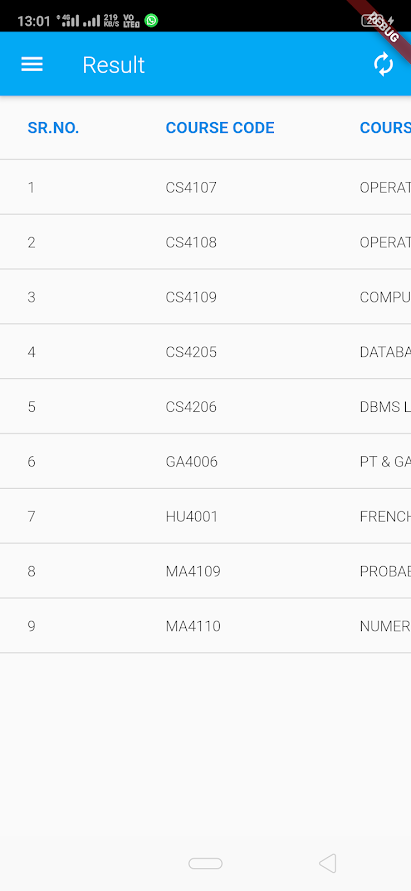 13:01 4G 219 KB/S VO LTE
DEBUG
Result
SR.NO. COURSE CODE COURS
1 CS4107 OPERAT
2 CS4108 OPERAT
3 CS4109 COMPU
4 CS4205 DATABA
5 CS4206 DBMS L
6 GA4006 PT & GA
7 HU4001 FRENCH
8 MA4109 PROBAB
9 MA4110 NUMER